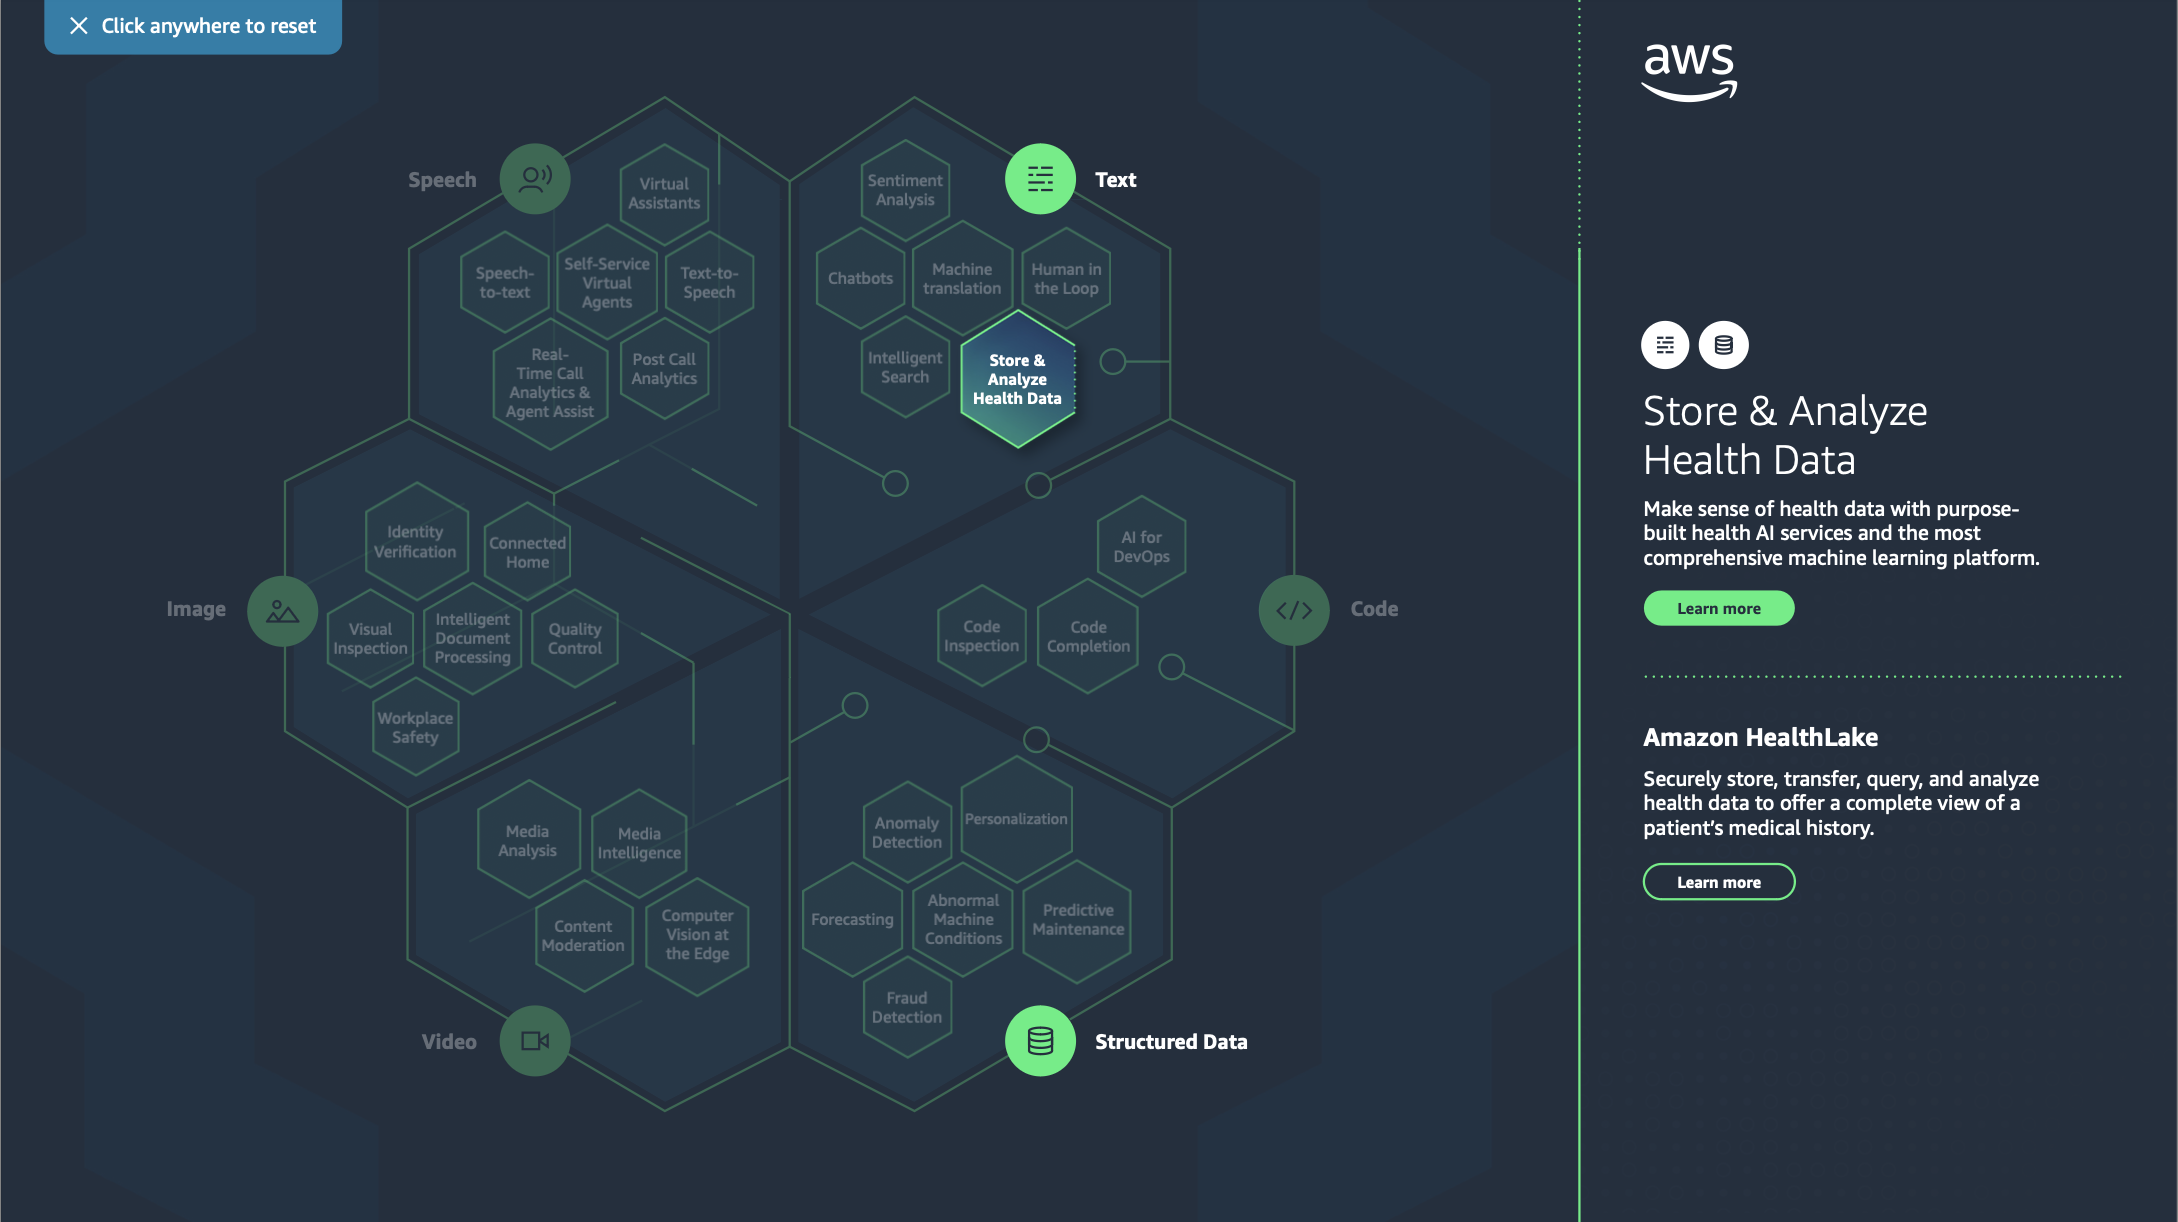 Click anywhere to reset
aws
Speech
Virtual
Assistants
Speech-
to-text
Self-Service
Virtual
Agents
Text-to-
Speech
Real-
Time Call
Analytics &
Agent Assist
Post Call
Analytics
Text
Sentiment
Analysis
Chatbots
Machine
translation
Human in
the Loop
Intelligent
Search
Store &
Analyze
Health Data
Image
Identity
Verification
Connected
Home
Visual
Inspection
Intelligent
Document
Processing
Quality
Control
Workplace
Safety
Code
AI for
DevOps
Code
Inspection
Code
Completion
Video
Media
Analysis
Media
Intelligence
Content
Moderation
Computer
Vision at
the Edge
Structured Data
Anomaly
Detection
Personalization
Forecasting
Abnormal
Machine
Conditions
Predictive
Maintenance
Fraud
Detection
Store & Analyze
Health Data
Make sense of health data with purpose-
built health AI services and the most
comprehensive machine learning platform.
Learn more
Amazon HealthLake
Securely store, transfer, query, and analyze
health data to offer a complete view of a
patient's medical history.
Learn more